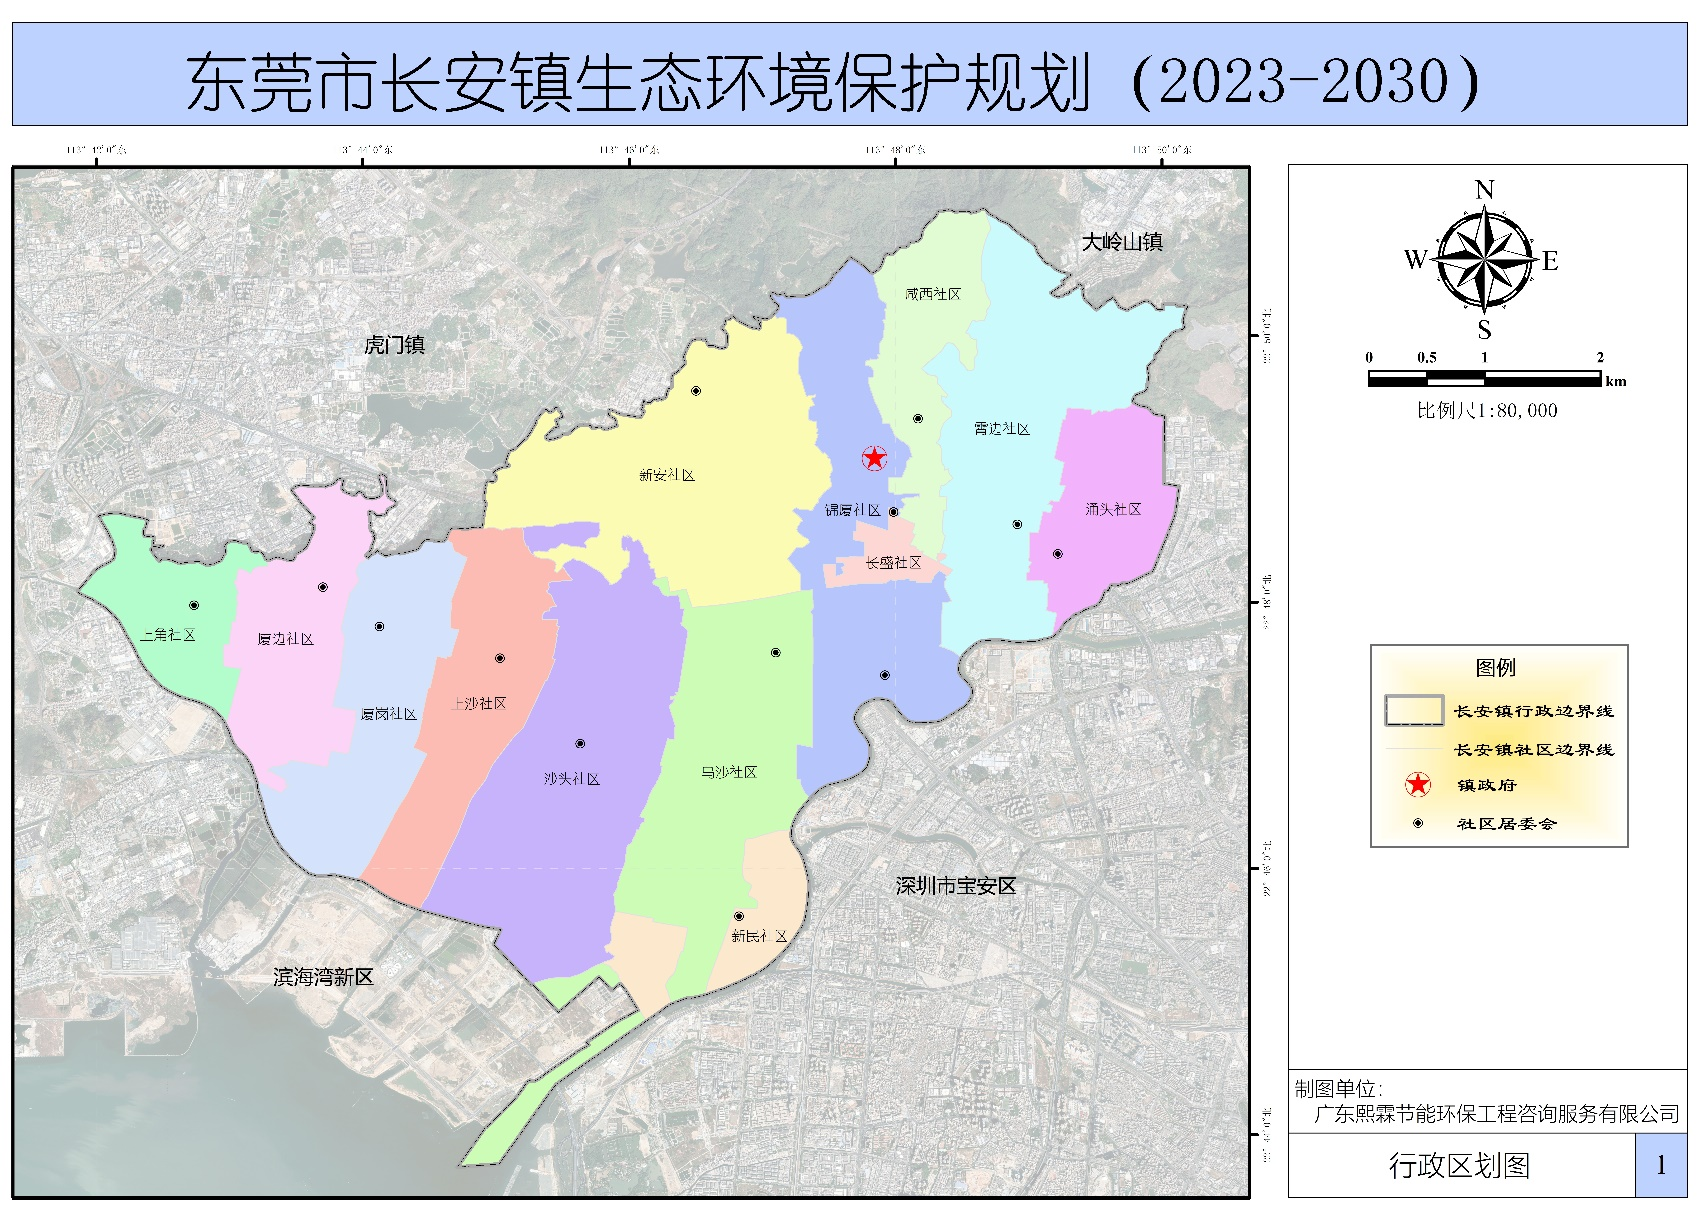 东莞市长安镇生态环境保护规划（2023-2030）
大岭山镇
虎门镇
咸西社区
霄边社区
新安社区
锦厦社区
涌头社区
长盛社区
上角社区
厦边社区
厦岗社区
上沙社区
沙头社区
乌沙社区
新民社区
深圳市宝安区
滨海湾新区
N
W
E
S
0 0.5 1 2
km
比例尺1:80,000
图例
长安镇行政边界线
长安镇社区边界线
镇政府
社区居委会
制图单位:
广东熙霖节能环保工程咨询服务有限公司
行政区划图
1